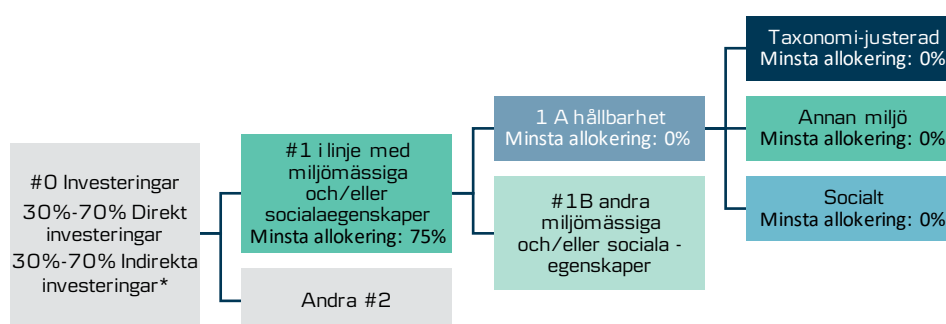 #0 Investeringar
30%-70% Direkt
investeringar
30%-70% Indirekta
investeringar*
#1 i linje med
miljömässiga
och/eller
socialaegenskaper
Minsta allokering: 75%
Andra #2
1 A hållbarhet
Minsta allokering: 0%
#1B andra
miljömässiga
och/eller sociala -
egenskaper
Taxonomi-justerad
Minsta allokering: 0%
Annan miljö
Minsta allokering: 0%
Socialt
Minsta allokering: 0%